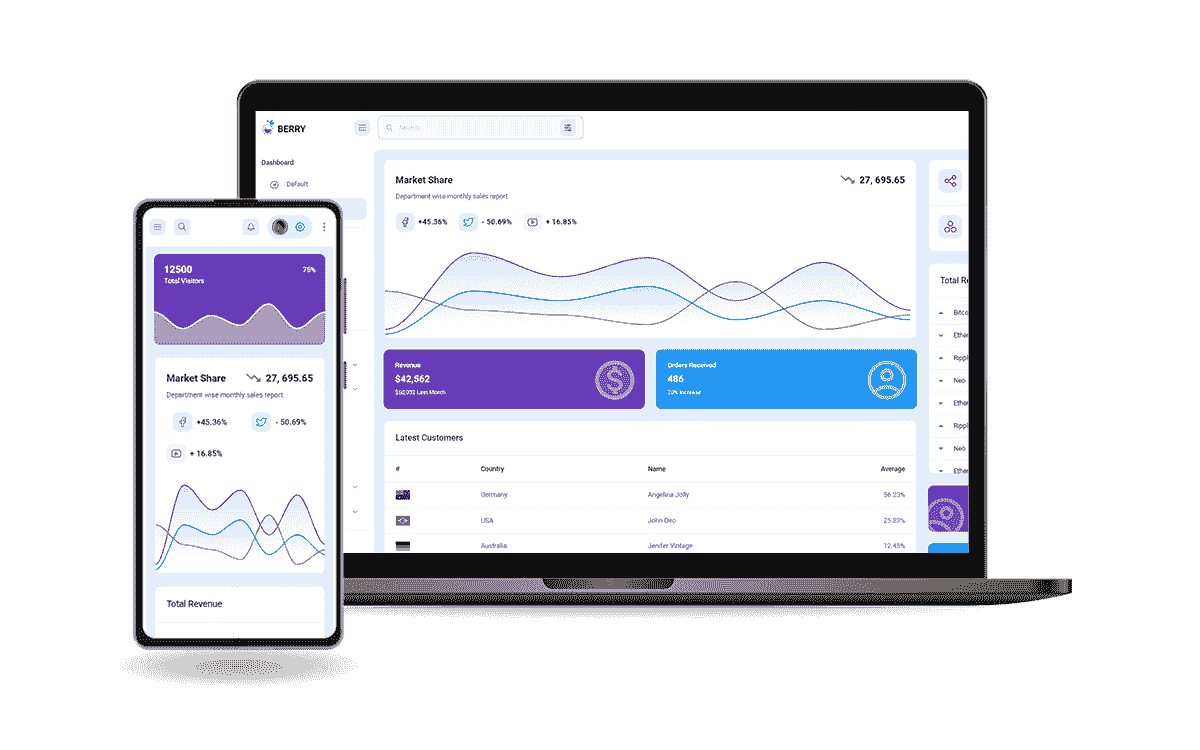 BERRY
Search
Dashboard
Default
Market Share
27, 695.65
Department wise monthly sales report
+45.36%
- 50.69%
+ 16.85%
Revenue
$42,562
Last Month
Orders Received
486
20% Increase
Latest Customers
# Country Name Average
Germany Angelina Jolly 56.23%
USA John Deo 25.23%
Australia Jenifer Vintage 12.45%
Total Re
Bitco
Ether
Rippl
Neo
Ether
Rippl
Neo
Ether
12500
75%
Total Visitors
Market Share
27, 695.65
Department wise monthly sales report
+45.36%
- 50.69%
+ 16.85%
Total Revenue